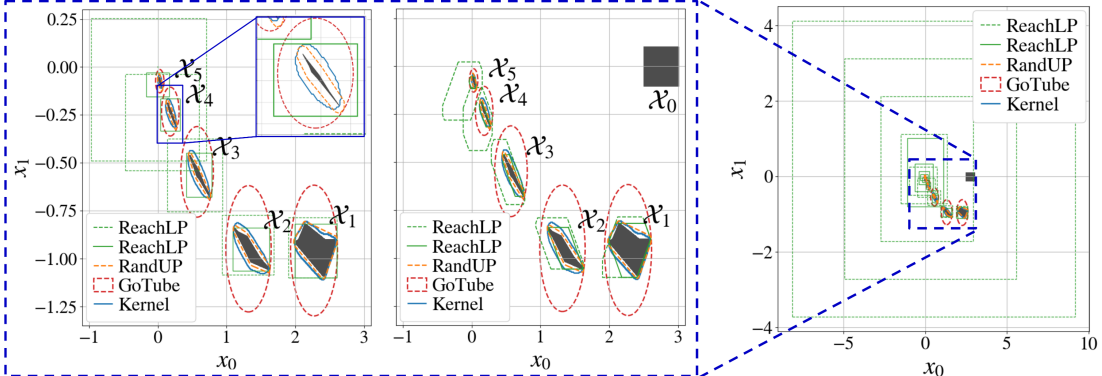 0.25
0.00
−0.25
−0.50
−0.75
−1.00
−1.25
x₁
𝒳₅
𝒳₄
𝒳₃
𝒳₂
𝒳₁
ReachLP
ReachLP
RandUP
GoTube
Kernel
−1
0
1
2
3
x₀
𝒳₅
𝒳₄
𝒳₃
𝒳₂
𝒳₁
𝒳₀
ReachLP
ReachLP
RandUP
GoTube
Kernel
−1
0
1
2
3
x₀
4
2
0
−2
−4
x₁
ReachLP
ReachLP
RandUP
GoTube
Kernel
−5
0
5
10
x₀